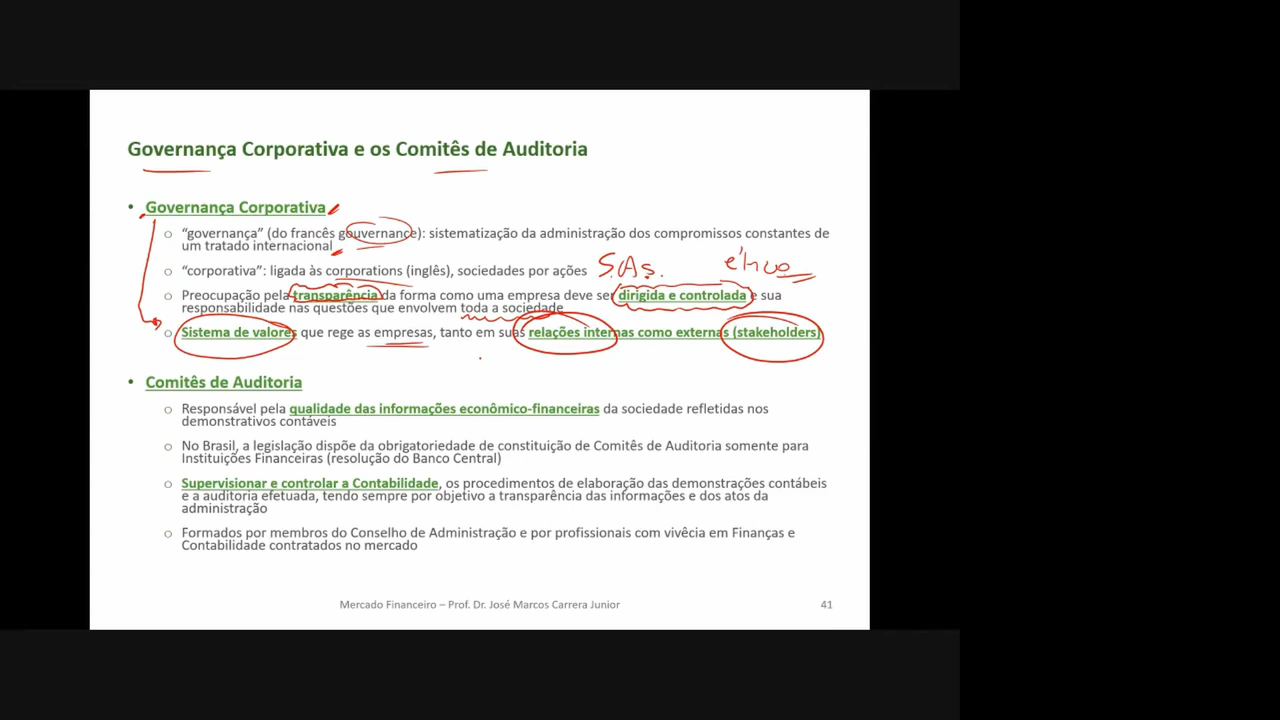 Governança Corporativa e os Comitês de Auditoria
• Governança Corporativa
o "governança" (do francês gouvernance): sistematização da administração dos compromissos constantes de
um tratado internacional
o "corporativa": ligada às corporations (inglês), sociedades por ações S.As. ético
o Preocupação pela transparência da forma como uma empresa deve ser dirigida e controlada e sua
responsabilidade nas questões que envolvem toda a sociedade
o Sistema de valores que rege as empresas, tanto em suas relações internas como externas (stakeholders)
• Comitês de Auditoria
o Responsável pela qualidade das informações econômico-financeiras da sociedade refletidas nos
demonstrativos contáveis
o No Brasil, a legislação dispõe da obrigatoriedade de constituição de Comitês de Auditoria somente para
Instituições Financeiras (resolução do Banco Central)
o Supervisionar e controlar a Contabilidade, os procedimentos de elaboração das demonstrações contábeis
e a auditoria efetuada, tendo sempre por objetivo a transparência das informações e dos atos da
administração
o Formados por membros do Conselho de Administração e por profissionais com vivêcia em Finanças e
Contabilidade contratados no mercado
Mercado Financeiro – Prof. Dr. José Marcos Carrera Junior 41